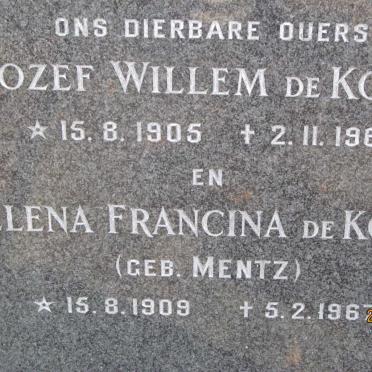 ONS DIERBARE OUERS
OZEF WILLEM DE KO
☆ 15. 8. 1905 ✝ 2. 11. 196
EN
LENA FRANCINA DE KO
(GEB. MENTZ)
☆ 15. 8. 1909 ✝ 5. 2. 1967